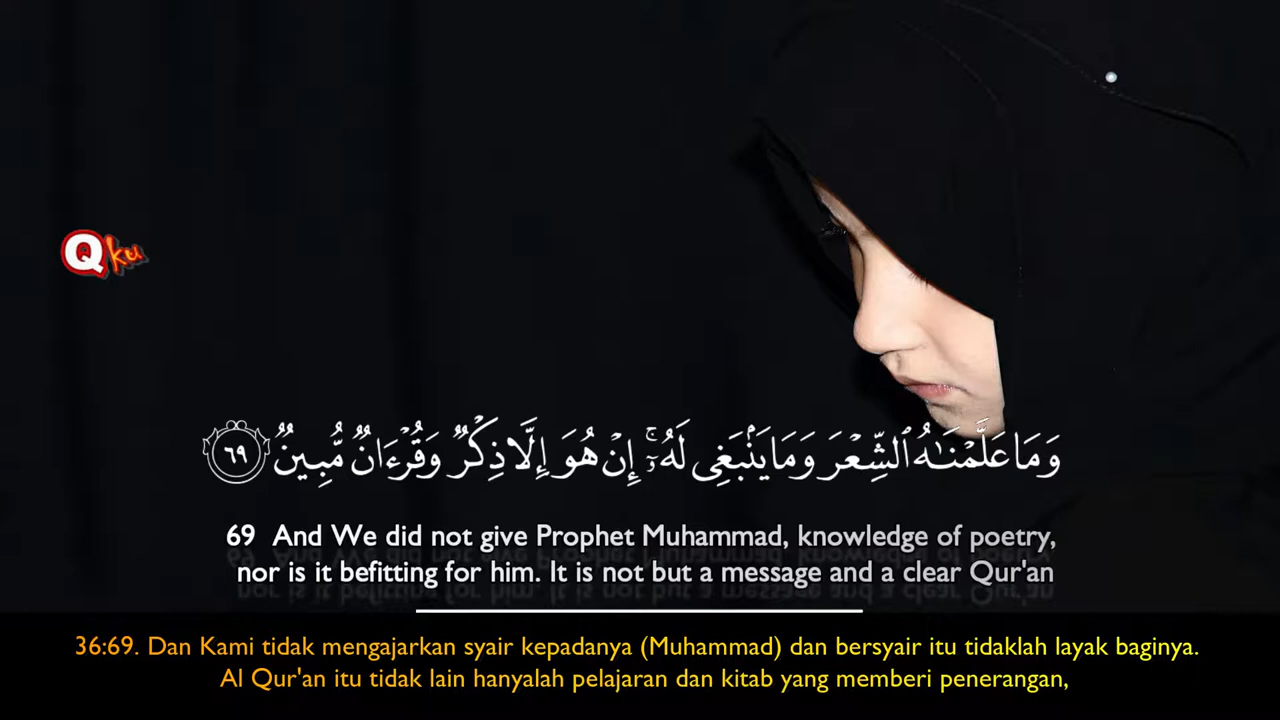 Qku
وَمَا عَلَّمْنَـٰهُ ٱلشِّعْرَ وَمَا يَنۢبَغِى لَهُۥٓ ۚ إِنْ هُوَ إِلَّا ذِكْرٌ وَقُرْءَانٌ مُّبِينٌ ٦٩
69 And We did not give Prophet Muhammad, knowledge of poetry,
nor is it befitting for him. It is not but a message and a clear Qur'an
36:69. Dan Kami tidak mengajarkan syair kepadanya (Muhammad) dan bersyair itu tidaklah layak baginya.
Al Qur'an itu tidak lain hanyalah pelajaran dan kitab yang memberi penerangan,